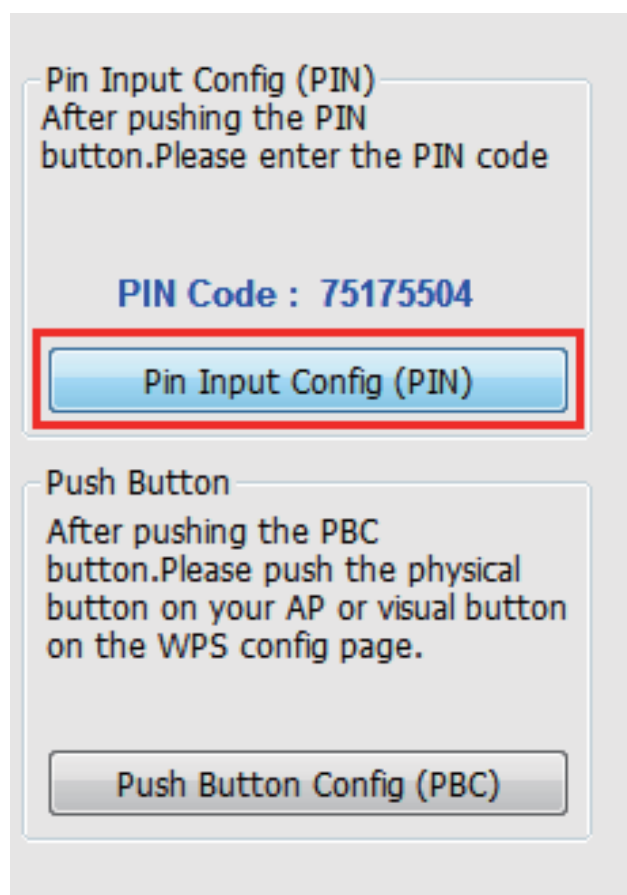 Pin Input Config (PIN)
After pushing the PIN
button.Please enter the PIN code
PIN Code :  75175504
Pin Input Config (PIN)
Push Button
After pushing the PBC
button.Please push the physical
button on your AP or visual button
on the WPS config page.
Push Button Config (PBC)